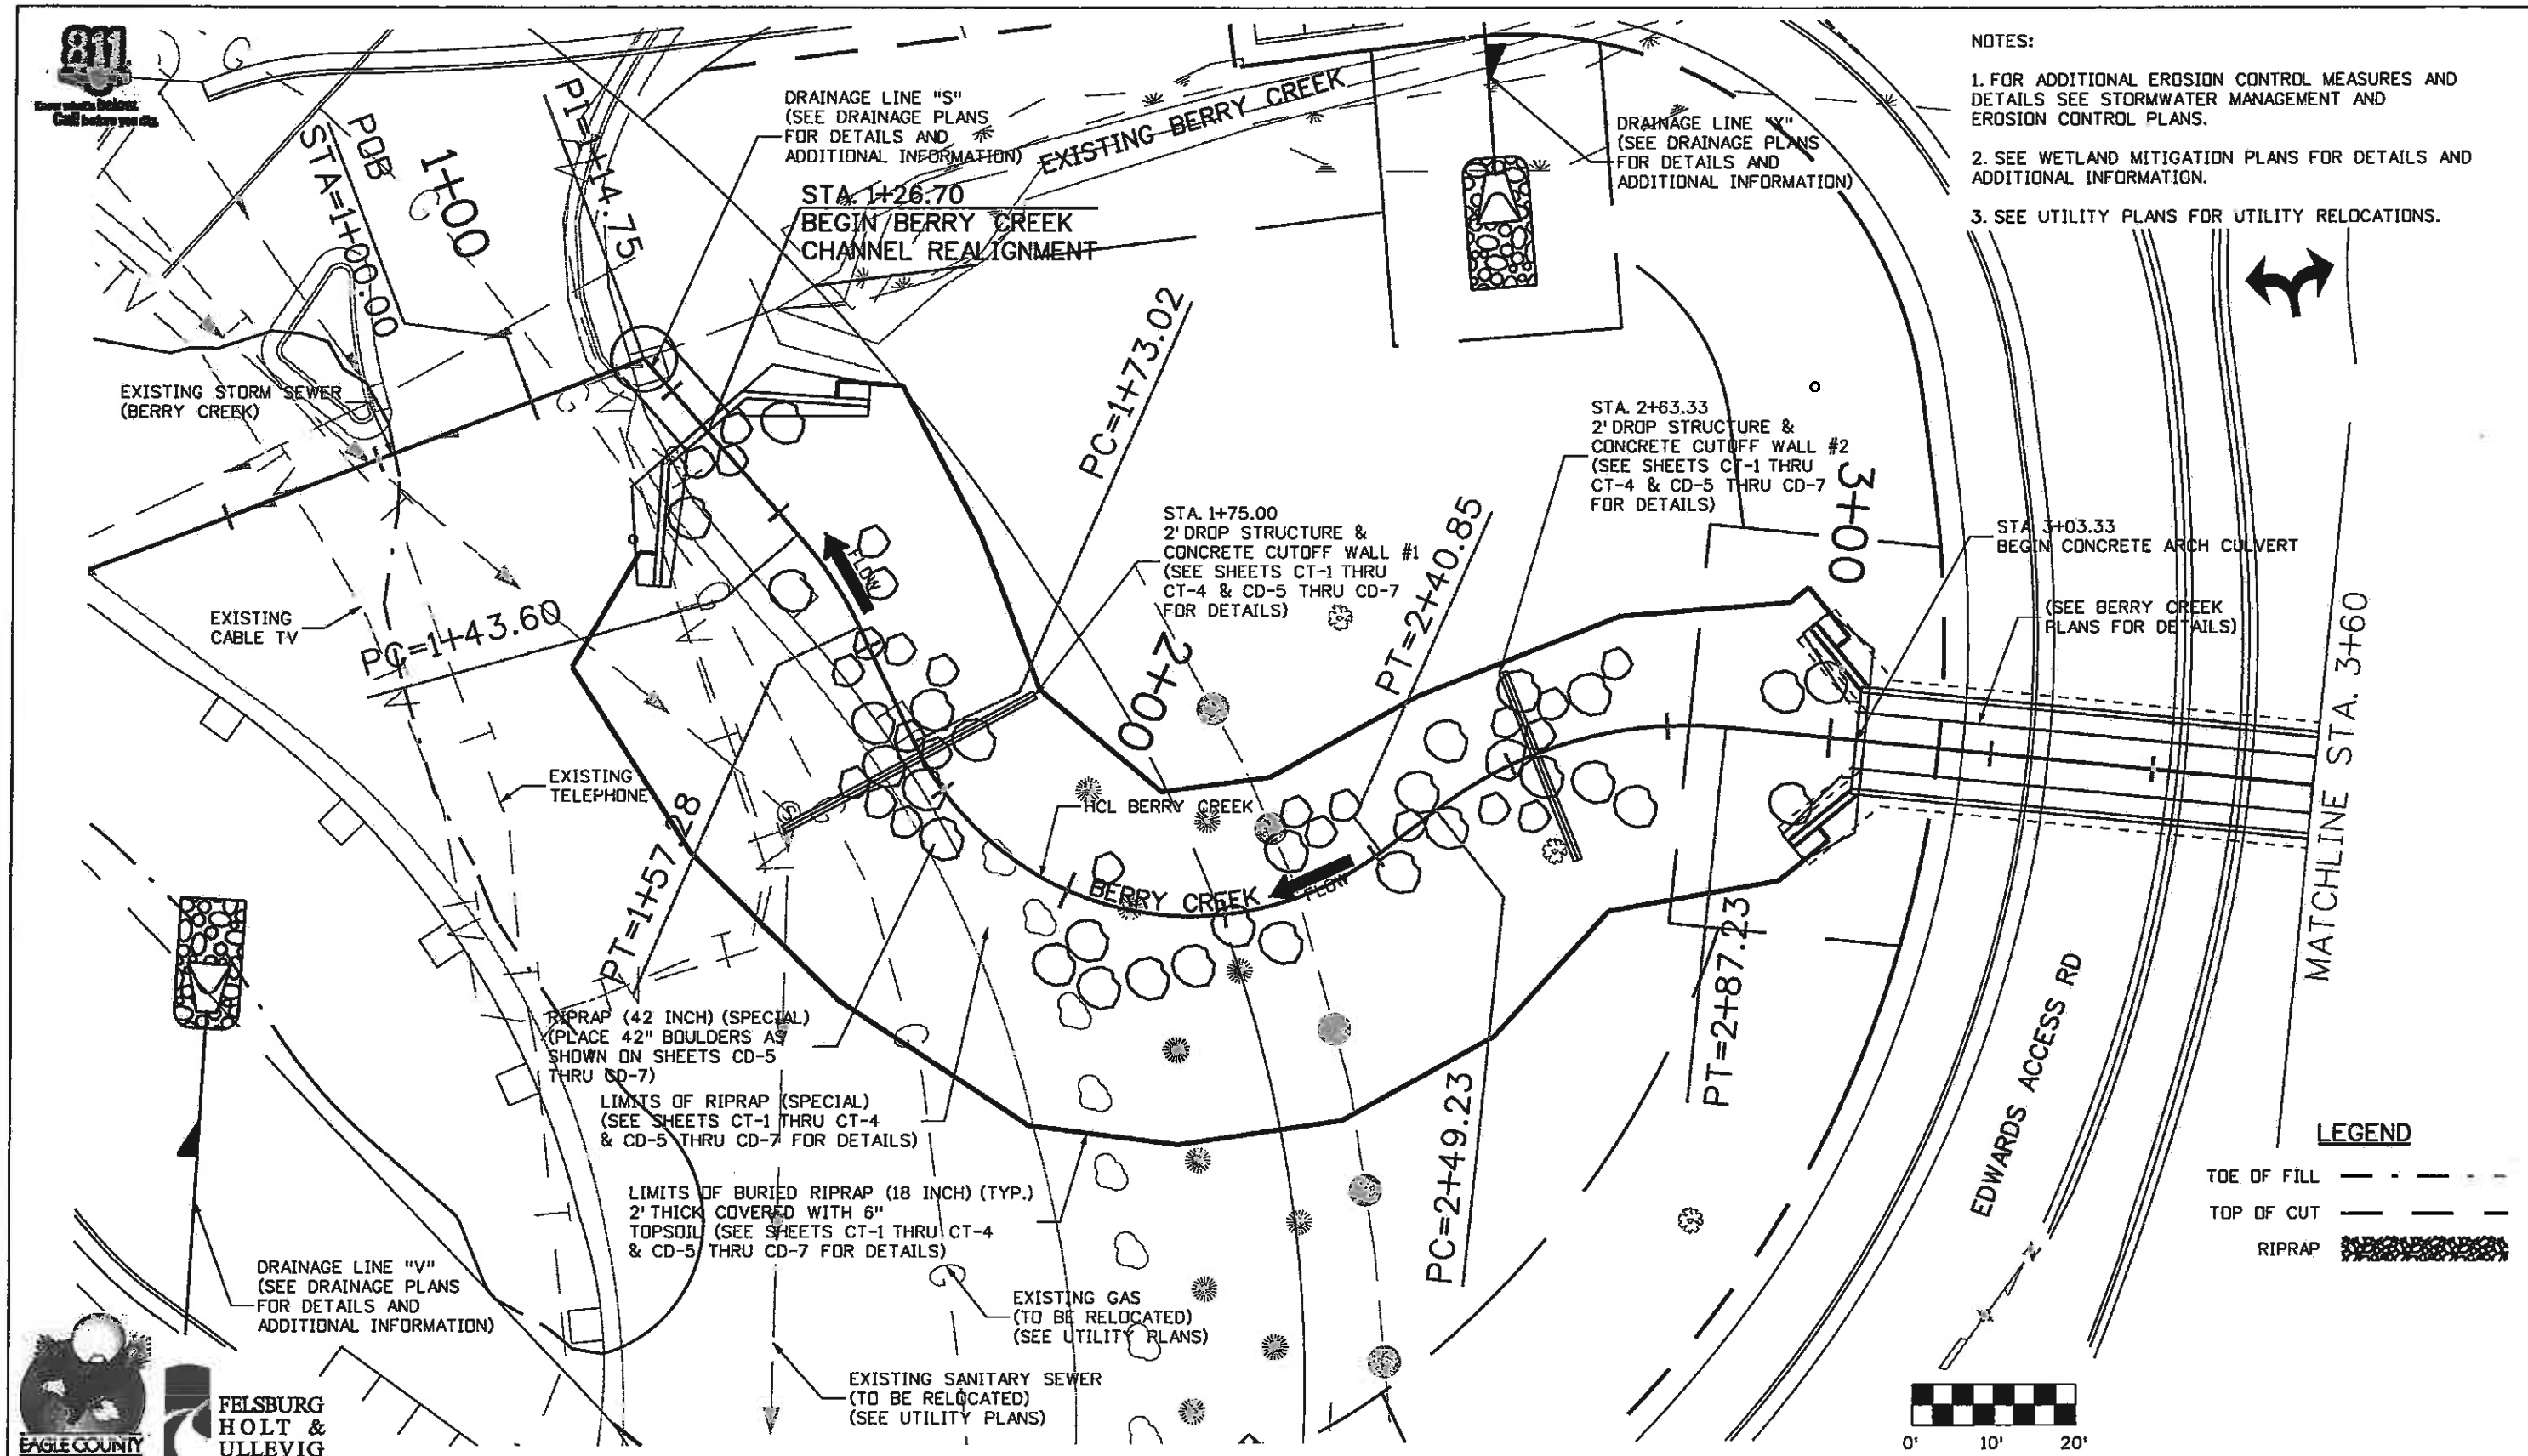 811
Know what's below.
Call before you dig.
NOTES:
1. FOR ADDITIONAL EROSION CONTROL MEASURES AND
DETAILS SEE STORMWATER MANAGEMENT AND
EROSION CONTROL PLANS.
2. SEE WETLAND MITIGATION PLANS FOR DETAILS AND
ADDITIONAL INFORMATION.
3. SEE UTILITY PLANS FOR UTILITY RELOCATIONS.
POB
STA=1+00.00
1+00
PI=1+14.75
DRAINAGE LINE "S"
(SEE DRAINAGE PLANS
FOR DETAILS AND
ADDITIONAL INFORMATION)
EXISTING BERRY CREEK
STA. 1+26.70
BEGIN BERRY CREEK
CHANNEL REALIGNMENT
DRAINAGE LINE "X"
(SEE DRAINAGE PLANS
FOR DETAILS AND
ADDITIONAL INFORMATION)
EXISTING STORM SEWER
(BERRY CREEK)
PC=1+73.02
STA. 2+63.33
2' DROP STRUCTURE &
CONCRETE CUTOFF WALL #2
(SEE SHEETS CT-1 THRU
CT-4 & CD-5 THRU CD-7
FOR DETAILS)
3+00
STA. 1+75.00
2' DROP STRUCTURE &
CONCRETE CUTOFF WALL #1
(SEE SHEETS CT-1 THRU
CT-4 & CD-5 THRU CD-7
FOR DETAILS)
STA. 3+03.33
BEGIN CONCRETE ARCH CULVERT
(SEE BERRY CREEK
PLANS FOR DETAILS)
FLOW
EXISTING
CABLE TV
PC=1+43.60
2+00
PT=2+40.85
MATCHLINE STA. 3+60
EXISTING
TELEPHONE
PT=1+57.28
HCL BERRY CREEK
BERRY CREEK
FLOW
RIPRAP (42 INCH) (SPECIAL)
(PLACE 42" BOULDERS AS
SHOWN ON SHEETS CD-5
THRU CD-7)
LIMITS OF RIPRAP (SPECIAL)
(SEE SHEETS CT-1 THRU CT-4
& CD-5 THRU CD-7 FOR DETAILS)
LIMITS OF BURIED RIPRAP (18 INCH) (TYP.)
2' THICK COVERED WITH 6"
TOPSOIL (SEE SHEETS CT-1 THRU CT-4
& CD-5 THRU CD-7 FOR DETAILS)
PC=2+49.23
PT=2+87.23
EDWARDS ACCESS RD
LEGEND
TOE OF FILL
TOP OF CUT
RIPRAP
N
DRAINAGE LINE "V"
(SEE DRAINAGE PLANS
FOR DETAILS AND
ADDITIONAL INFORMATION)
EXISTING GAS
(TO BE RELOCATED)
(SEE UTILITY PLANS)
EXISTING SANITARY SEWER
(TO BE RELOCATED)
(SEE UTILITY PLANS)
EAGLE COUNTY
FELSBURG
HOLT &
ULLEVIG
0' 10' 20'